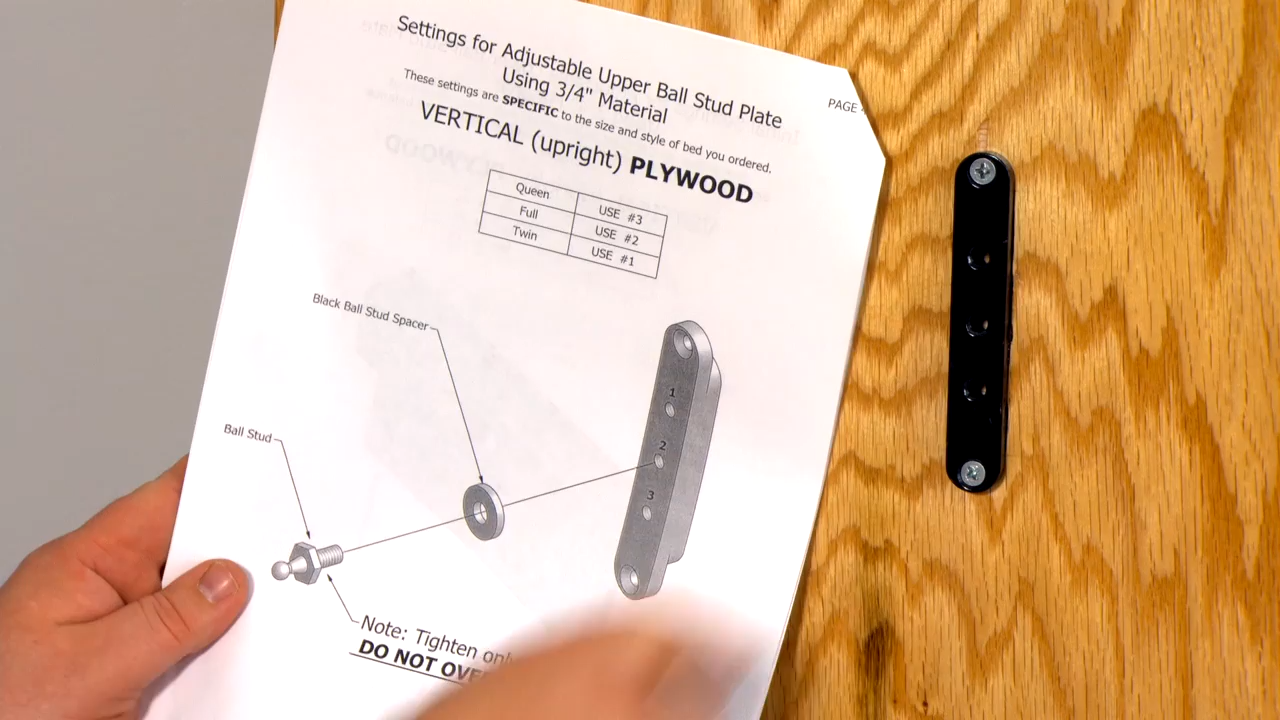 Settings for Adjustable Upper Ball Stud Plate
Using 3/4" Material
PAGE
These settings are SPECIFIC to the size and style of bed you ordered.
VERTICAL (upright) PLYWOOD
Queen USE #3
Full USE #2
Twin USE #1
Black Ball Stud Spacer
1
2
3
Ball Stud
Note: Tighten
DO NOT